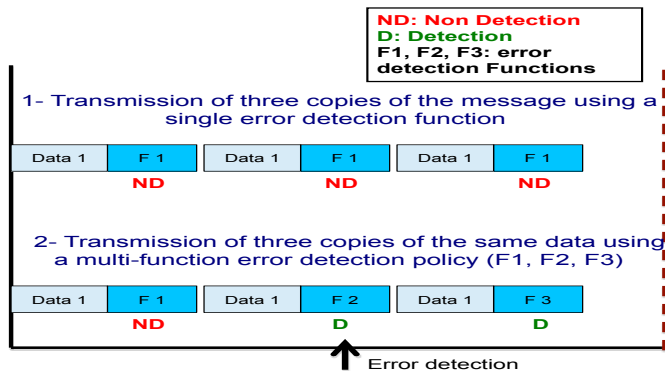 ND: Non Detection
D: Detection
F1, F2, F3: error
detection Functions
1- Transmission of three copies of the message using a
single error detection function
Data 1 F 1 Data 1 F 1 Data 1 F 1
ND ND ND
2- Transmission of three copies of the same data using
a multi-function error detection policy (F1, F2, F3)
Data 1 F 1 Data 1 F 2 Data 1 F 3
ND D D
Error detection